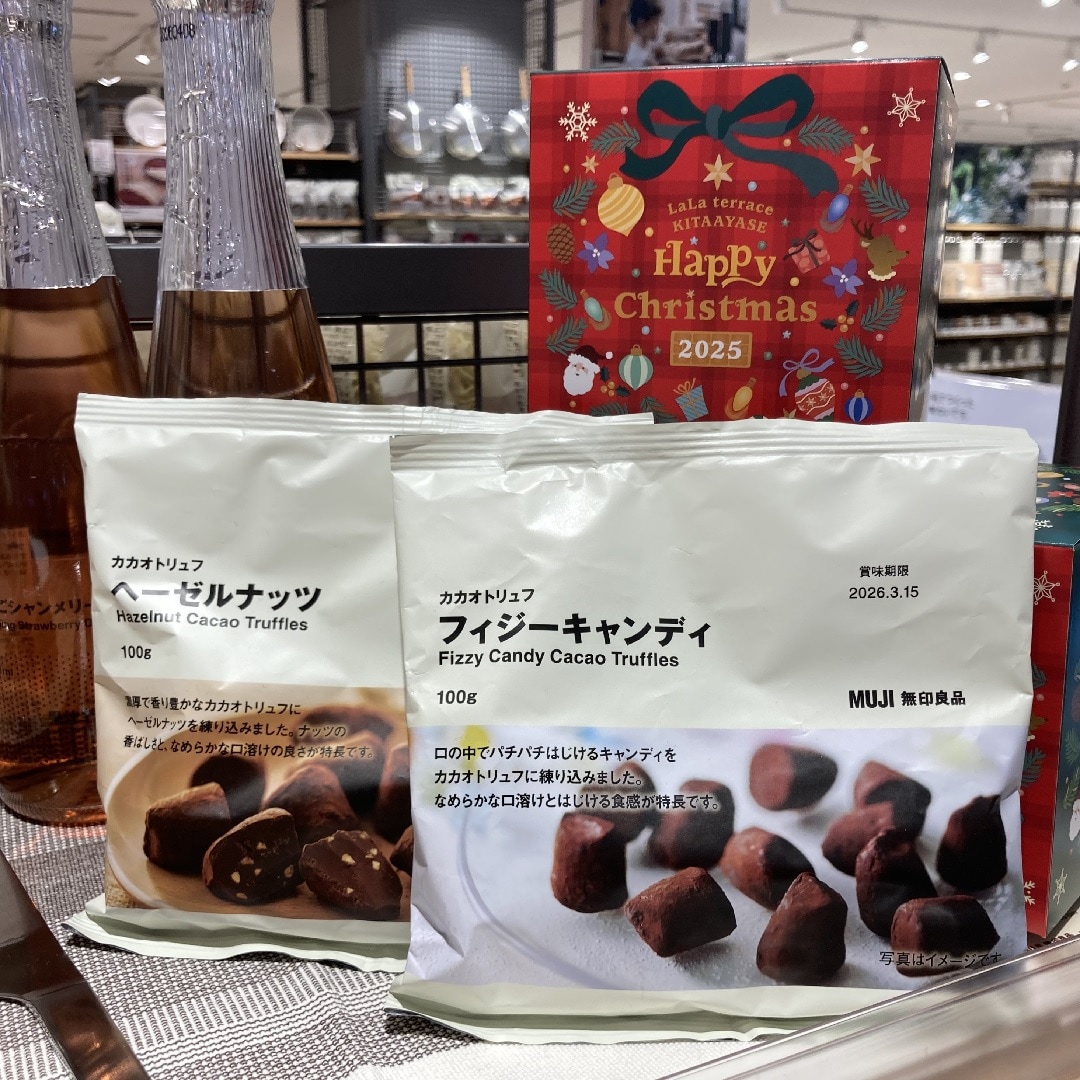 LaLa terrace
KITAAYASE
Happy
Christmas
2025
カカオトリュフ
ヘーゼルナッツ
Hazelnut Cacao Truffles
100g
濃厚で香り豊かなカカオトリュフに
ヘーゼルナッツを練り込みました。ナッツの
香ばしさと、なめらかな口溶けの良さが特長です。
カカオトリュフ
フィジーキャンディ
Fizzy Candy Cacao Truffles
100g
賞味期限
2026.3.15
MUJI 無印良品
口の中でパチパチはじけるキャンディを
カカオトリュフに練り込みました。
なめらかな口溶けとはじける食感が特長です。
写真はイメージです
シャンメリー
Strawberry